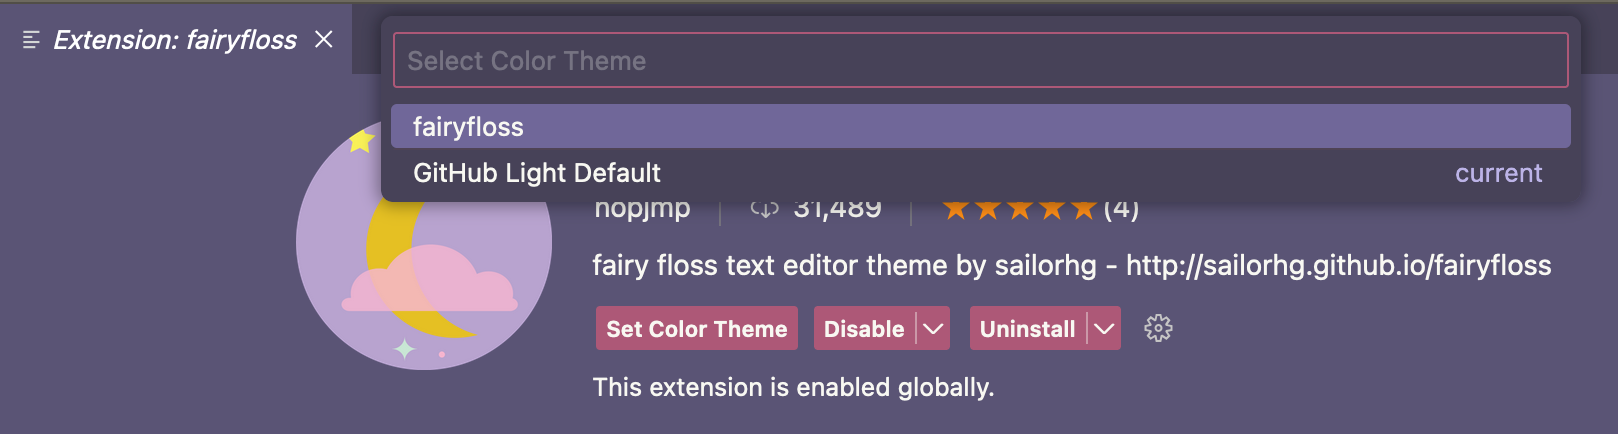 Extension: fairyfloss
Select Color Theme
fairyfloss
GitHub Light Default current
nopjmp 31,489 (4)
fairy floss text editor theme by sailorhg - http://sailorhg.github.io/fairyfloss
Set Color Theme Disable Uninstall
This extension is enabled globally.